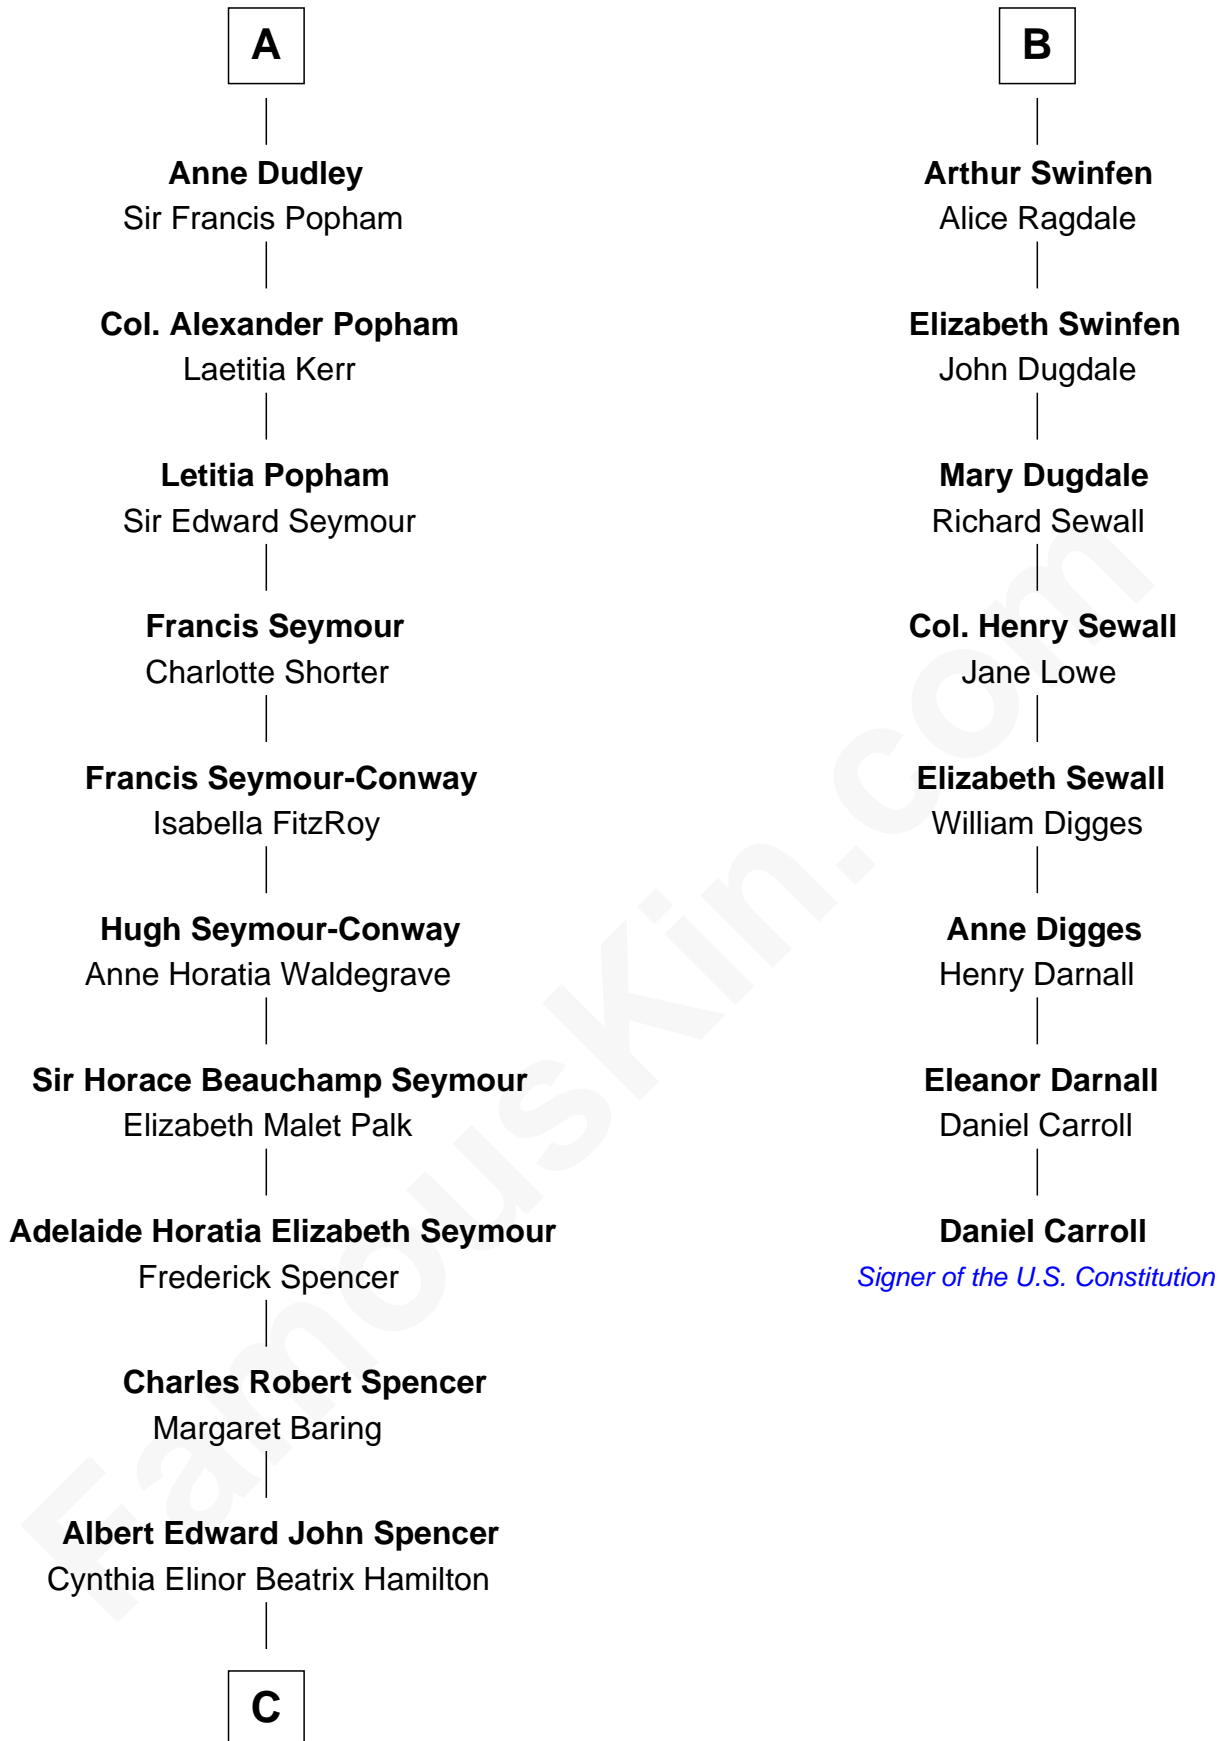 A
Anne Dudley
Sir Francis Popham
Col. Alexander Popham
Laetitia Kerr
Letitia Popham
Sir Edward Seymour
Francis Seymour
Charlotte Shorter
Francis Seymour-Conway
Isabella FitzRoy
Hugh Seymour-Conway
Anne Horatia Waldegrave
Sir Horace Beauchamp Seymour
Elizabeth Malet Palk
Adelaide Horatia Elizabeth Seymour
Frederick Spencer
Charles Robert Spencer
Margaret Baring
Albert Edward John Spencer
Cynthia Elinor Beatrix Hamilton
C
B
Arthur Swinfen
Alice Ragdale
Elizabeth Swinfen
John Dugdale
Mary Dugdale
Richard Sewall
Col. Henry Sewall
Jane Lowe
Elizabeth Sewall
William Digges
Anne Digges
Henry Darnall
Eleanor Darnall
Daniel Carroll
Daniel Carroll
Signer of the U.S. Constitution
FamousKin.com